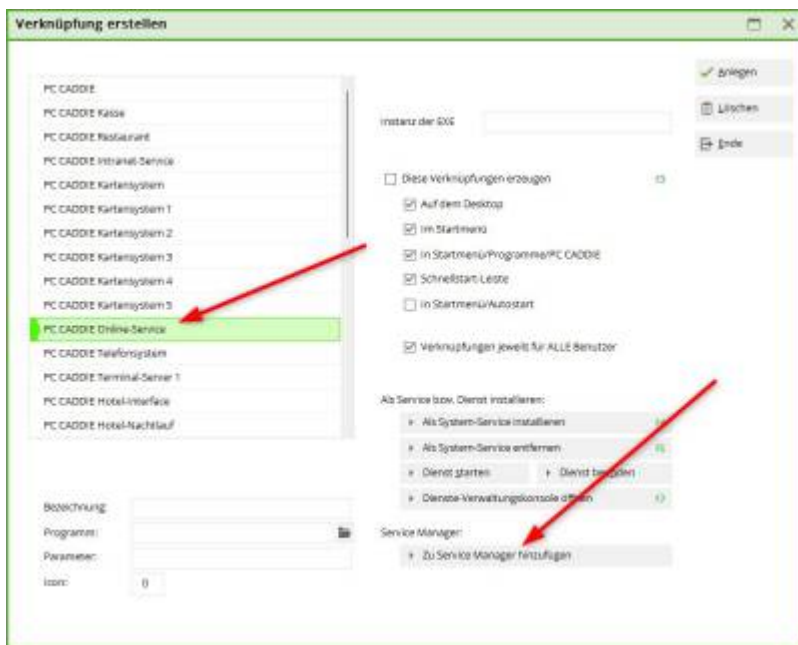 Verknüpfung erstellen
PC CADDIE
PC CADDIE Kasse
PC CADDIE Restaurant
PC CADDIE Intranet-Service
PC CADDIE Kartensystem
PC CADDIE Kartensystem 1
PC CADDIE Kartensystem 2
PC CADDIE Kartensystem 3
PC CADDIE Kartensystem 4
PC CADDIE Kartensystem 5
PC CADDIE Online-Service
PC CADDIE Telefonsystem
PC CADDIE Terminal-Server 1
PC CADDIE Hotel-Interface
PC CADDIE Hotel-Nachtlauf
Bezeichnung:
Programm:
Parameter:
Icon: 0
Instanz der EXE
Diese Verknüpfungen erzeugen
Auf dem Desktop
Im Startmenü
In Startmenü/Programme/PC CADDIE
Schnellstart-Leiste
In Startmenü/Autostart
Verknüpfungen jeweils für ALLE Benutzer
Als Service bzw. Dienst installieren:
Als System-Service installieren
Als System-Service entfernen
Dienst starten
Dienst beenden
Dienste-Verwaltungskonsole öffnen
Service Manager:
Zu Service Manager hinzufügen
Anlegen
Löschen
Ende